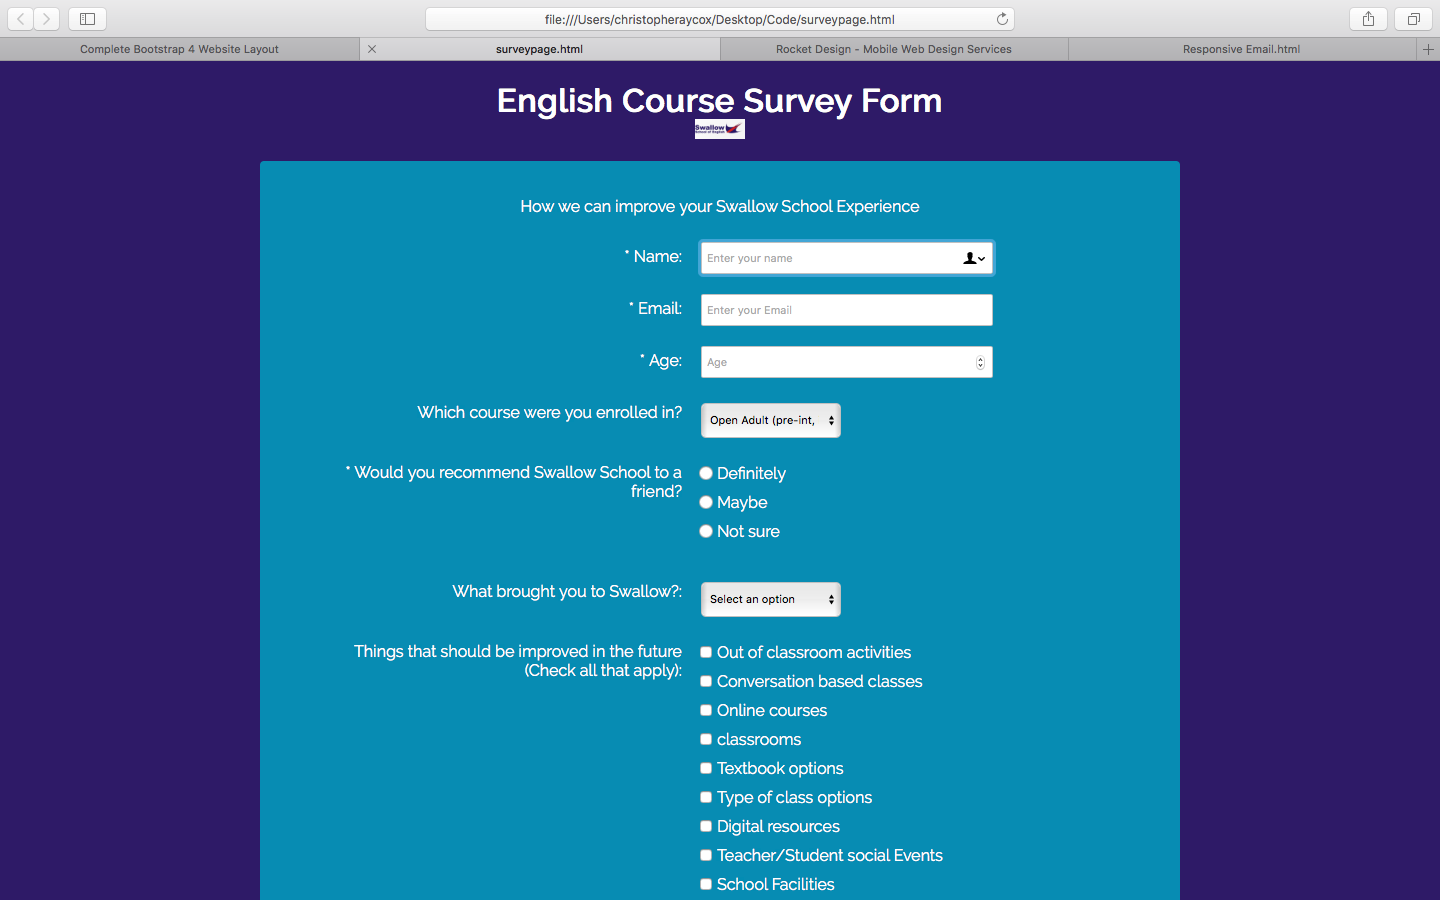 file:///Users/christopheraycox/Desktop/Code/surveypage.html
Complete Bootstrap 4 Website Layout
surveypage.html
Rocket Design - Mobile Web Design Services
Responsive Email.html
English Course Survey Form
Swallow
School of English
How we can improve your Swallow School Experience
* Name:
Enter your name
* Email:
Enter your Email
* Age:
Age
Which course were you enrolled in?
Open Adult (pre-int,
* Would you recommend Swallow School to a
friend?
Definitely
Maybe
Not sure
What brought you to Swallow?:
Select an option
Things that should be improved in the future
(Check all that apply):
Out of classroom activities
Conversation based classes
Online courses
classrooms
Textbook options
Type of class options
Digital resources
Teacher/Student social Events
School Facilities